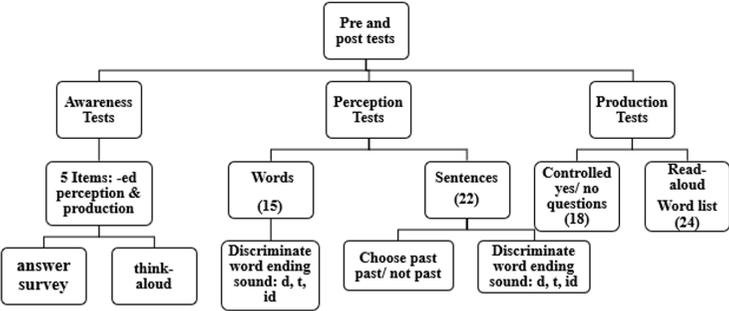 Pre and
post tests
Awareness
Tests
Perception
Tests
Production
Tests
5 Items: -ed
perception &
production
Words
(15)
Sentences
(22)
Controlled
yes/ no
questions
(18)
Read-
aloud
Word list
(24)
answer
survey
think-
aloud
Discriminate
word ending
sound: d, t,
id
Choose past
past/ not past
Discriminate
word ending
sound: d, t, id